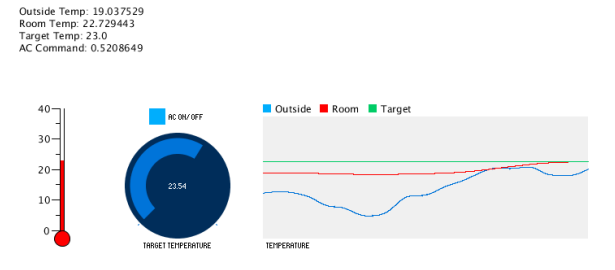 Outside Temp: 19.037529
Room Temp: 22.729443
Target Temp: 23.0
AC Command: 0.5208649
40
30
20
10
0
AC ON/OFF
23.54
TARGET TEMPERATURE
Outside Room Target
TEMPERATURE